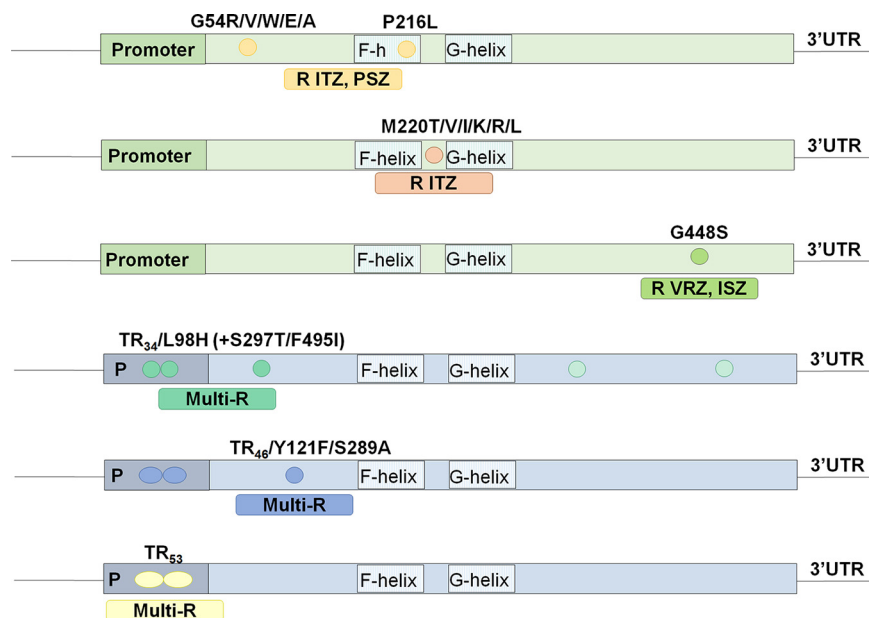 G54R/V/W/E/A P216L
Promoter F-h G-helix 3'UTR
R ITZ, PSZ
M220T/V/I/K/R/L
Promoter F-helix G-helix 3'UTR
R ITZ
G448S
Promoter F-helix G-helix 3'UTR
R VRZ, ISZ
TR34/L98H (+S297T/F495I)
P F-helix G-helix 3'UTR
Multi-R
TR46/Y121F/S289A
P F-helix G-helix 3'UTR
Multi-R
TR53
P F-helix G-helix 3'UTR
Multi-R